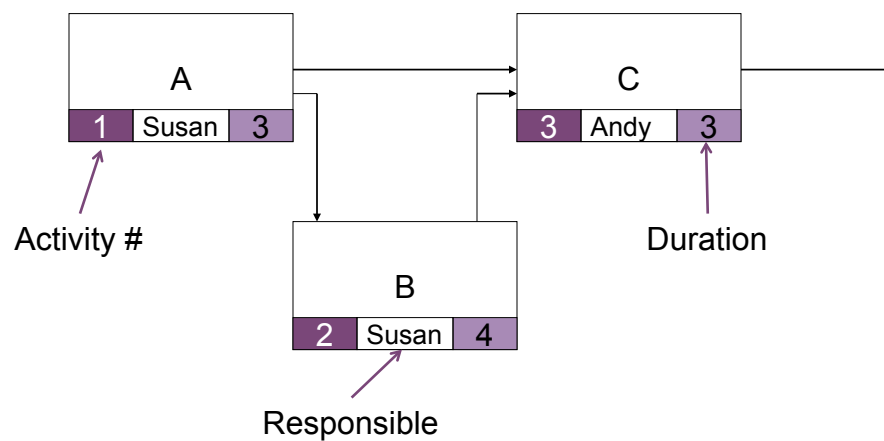 A
1 Susan 3
C
3 Andy 3
Activity #
Duration
B
2 Susan 4
Responsible